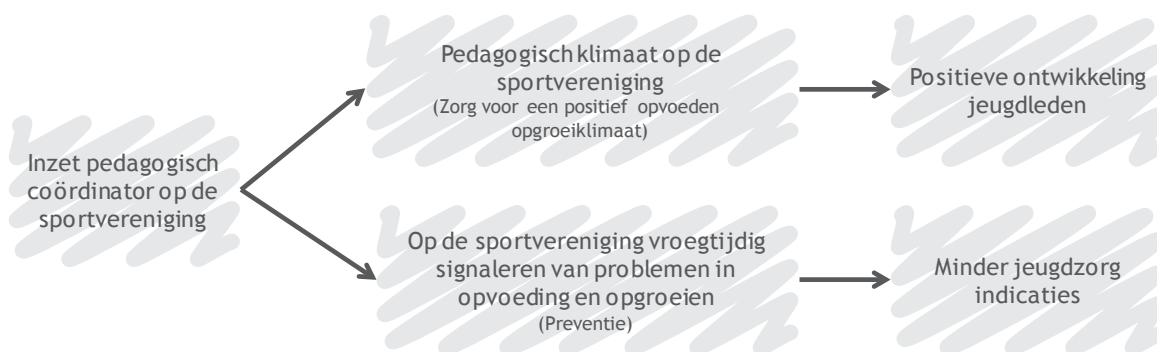 Inzet pedagogisch
coördinator op de
sportvereniging
Pedagogisch klimaat op de
sportvereniging
(Zorg voor een positief opvoeden
opgroeiklimaat)
Positieve ontwikkeling
jeugdleden
Op de sportvereniging vroegtijdig
signaleren van problemen in
opvoeding en opgroeien
(Preventie)
Minder jeugdzorg
indicaties